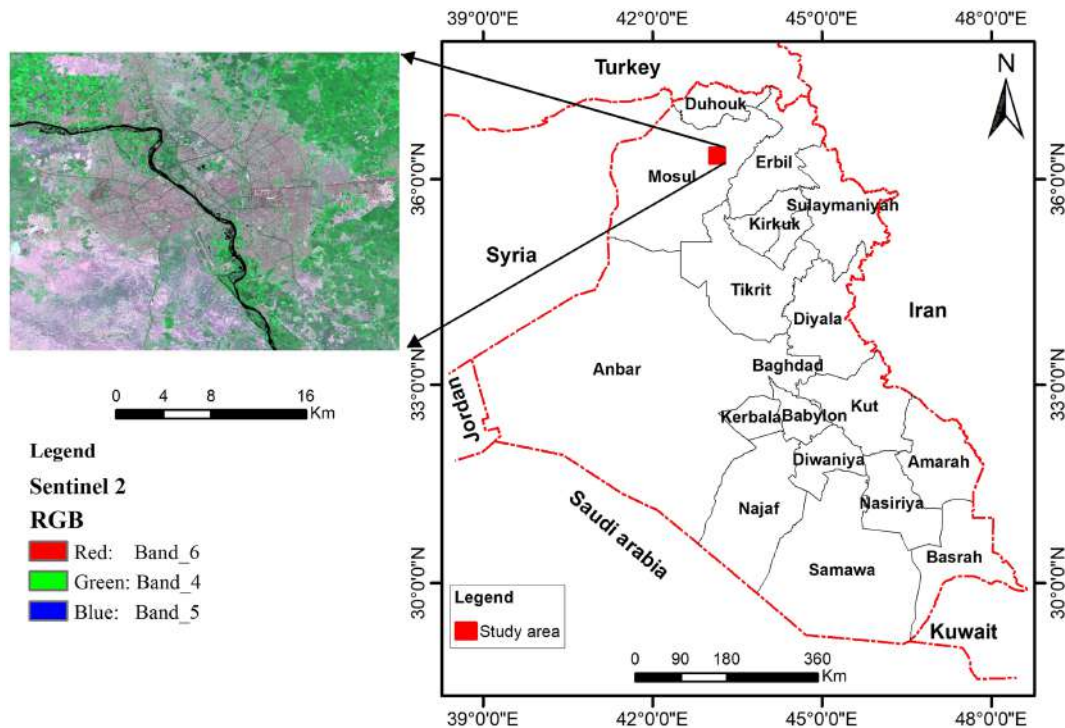 39°0'0"E 42°0'0"E 45°0'0"E 48°0'0"E
Turkey
N
Duhouk
Erbil
Mosul
36°0'0"N
36°0'0"N
Sulaymaniyah
Kirkuk
Syria
Tikrit
Iran
Diyala
Baghdad
Anbar
33°0'0"N
33°0'0"N
Jordan
Kut
Kerbala
Babylon
Diwaniya
Amarah
Najaf
Nasiriya
Saudi arabia
Basrah
Samawa
30°0'0"N
30°0'0"N
Kuwait
Legend
Study area
0 90 180 360
Km
39°0'0"E 42°0'0"E 45°0'0"E 48°0'0"E
0 4 8 16
Km
Legend
Sentinel 2
RGB
Red: Band_6
Green: Band_4
Blue: Band_5